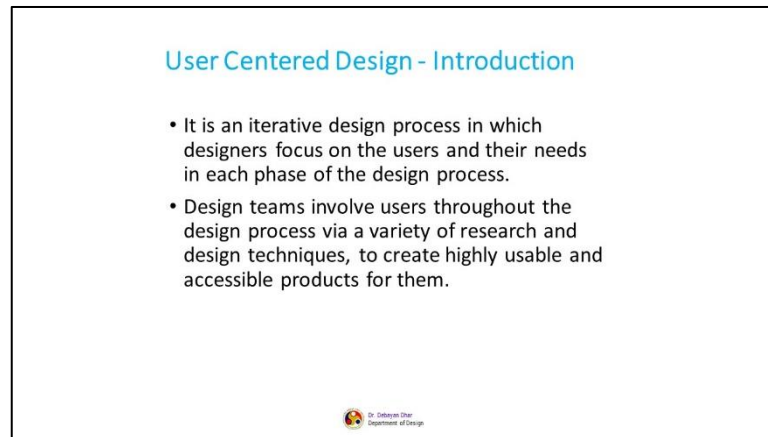 User Centered Design - Introduction
• It is an iterative design process in which
designers focus on the users and their needs
in each phase of the design process.
• Design teams involve users throughout the
design process via a variety of research and
design techniques, to create highly usable and
accessible products for them.
Dr. Debayan Dhar
Department of Design